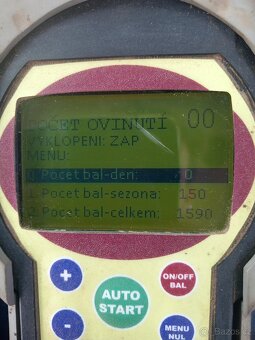 POČET OVINUTÍ 00
VYKLOPENI: ZAP
MENU:
0 Pocet bal-den: 0
1 Pocet bal-sezona: 150
2 Pocet bal-celkem: 1590
+
ON/OFF
BAL
AUTO
START
-
MENU
NUL